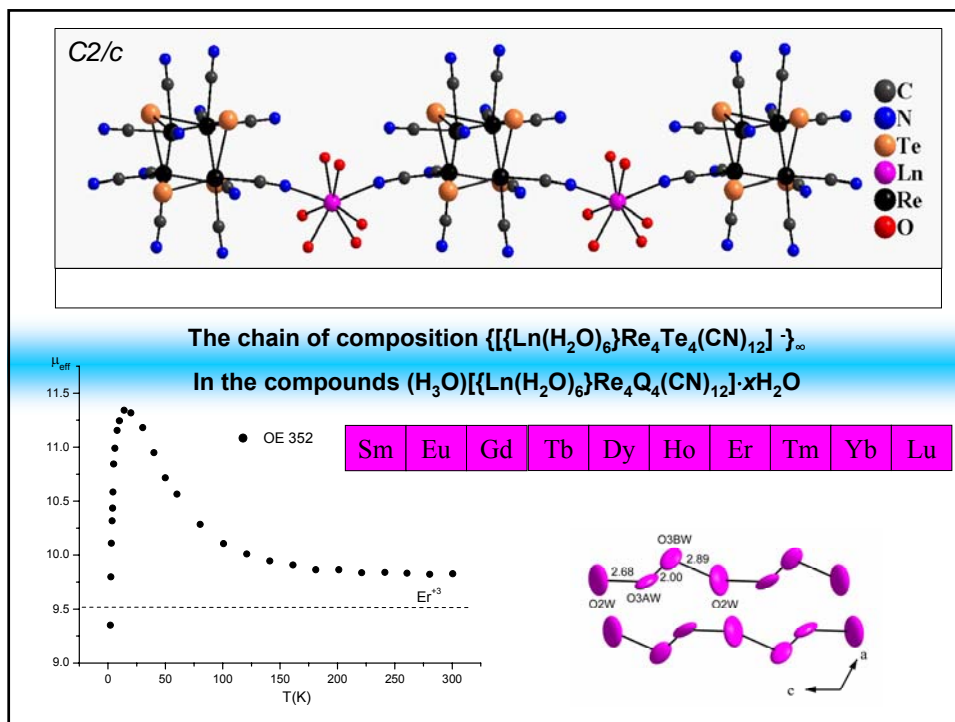 C2/c
C
N
Te
Ln
Re
O
The chain of composition {[{Ln(H₂O)₆}Re₄Te₄(CN)₁₂] ⁻}∞
In the compounds (H₃O)[{Ln(H₂O)₆}Re₄Q₄(CN)₁₂]·xH₂O
μeff
11.5
11.0
10.5
10.0
9.5
9.0
OE 352
Er⁺³
0 50 100 150 200 250 300
T(K)
Sm Eu Gd Tb Dy Ho Er Tm Yb Lu
O3BW
2.68 2.00 2.89
O2W O3AW O2W
a
c